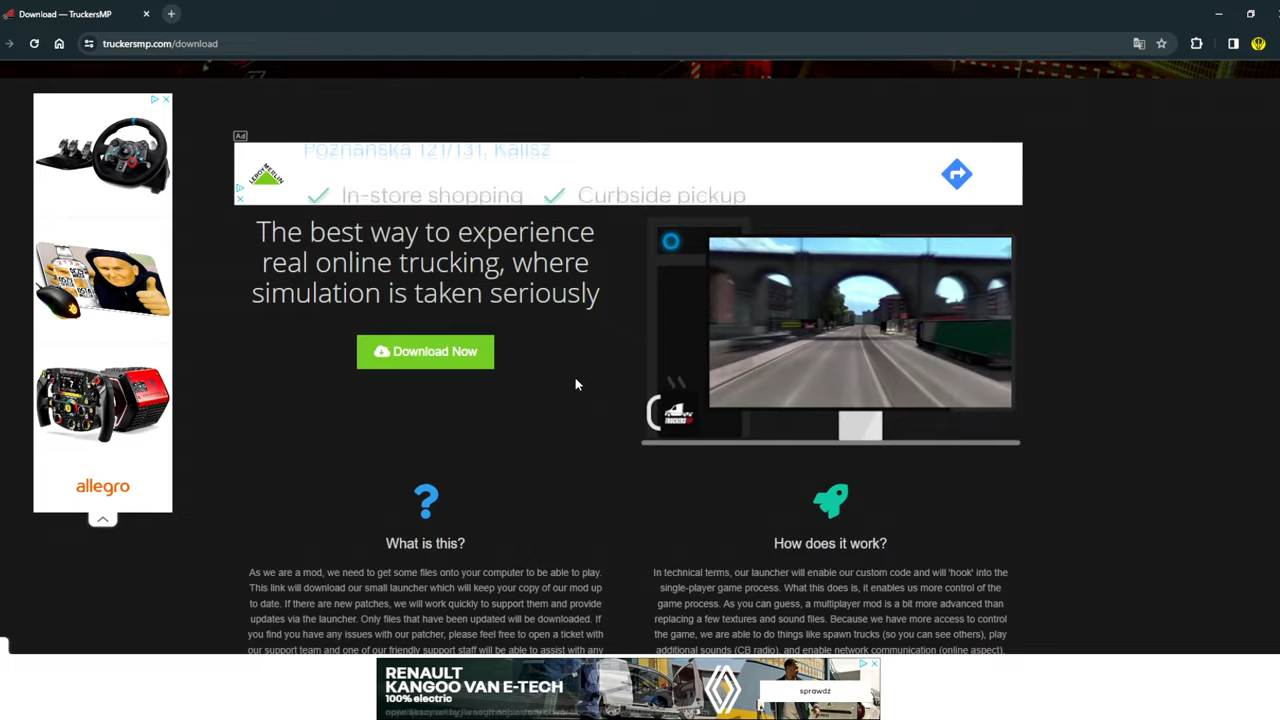 Download — TruckersMP
truckersmp.com/download
Ad
Poznańska 121/131, Kalisz
LEROY MERLIN
In-store shopping
Curbside pickup
The best way to experience
real online trucking, where
simulation is taken seriously
Download Now
TRUCKERSMP
allegro
What is this?
As we are a mod, we need to get some files onto your computer to be able to play.
This link will download our small launcher which will keep your copy of our mod up
to date. If there are new patches, we will work quickly to support them and provide
updates via the launcher. Only files that have been updated will be downloaded. If
you find you have any issues with our patcher, please feel free to open a ticket with
our support team and one of our friendly support staff will be able to assist with any
How does it work?
In technical terms, our launcher will enable our custom code and will 'hook' into the
single-player game process. What this does is, it enables us more control of the
game process. As you can guess, a multiplayer mod is a bit more advanced than
replacing a few textures and sound files. Because we have more access to control
the game, we are able to do things like spawn trucks (so you can see others), play
additional sounds (CB radio), and enable network communication (online aspect).
RENAULT
KANGOO VAN E-TECH
100% electric
sprawdź